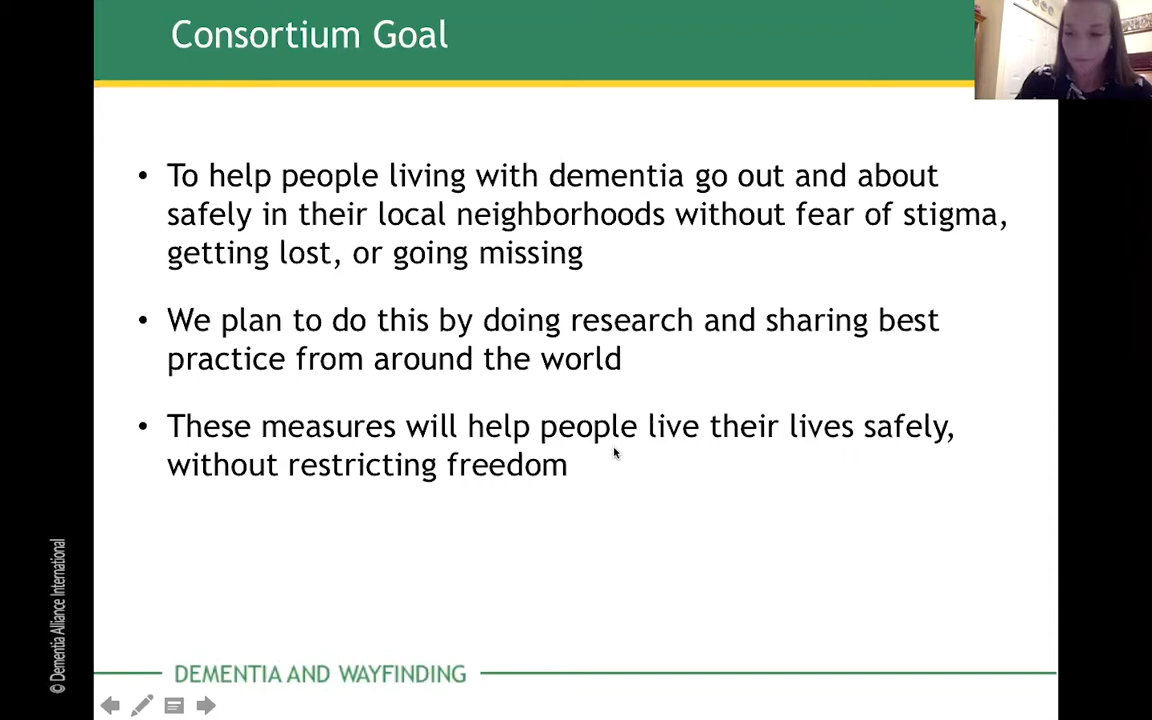 Consortium Goal
• To help people living with dementia go out and about
safely in their local neighborhoods without fear of stigma,
getting lost, or going missing
• We plan to do this by doing research and sharing best
practice from around the world
• These measures will help people live their lives safely,
without restricting freedom
DEMENTIA AND WAYFINDING
© Dementia Alliance International